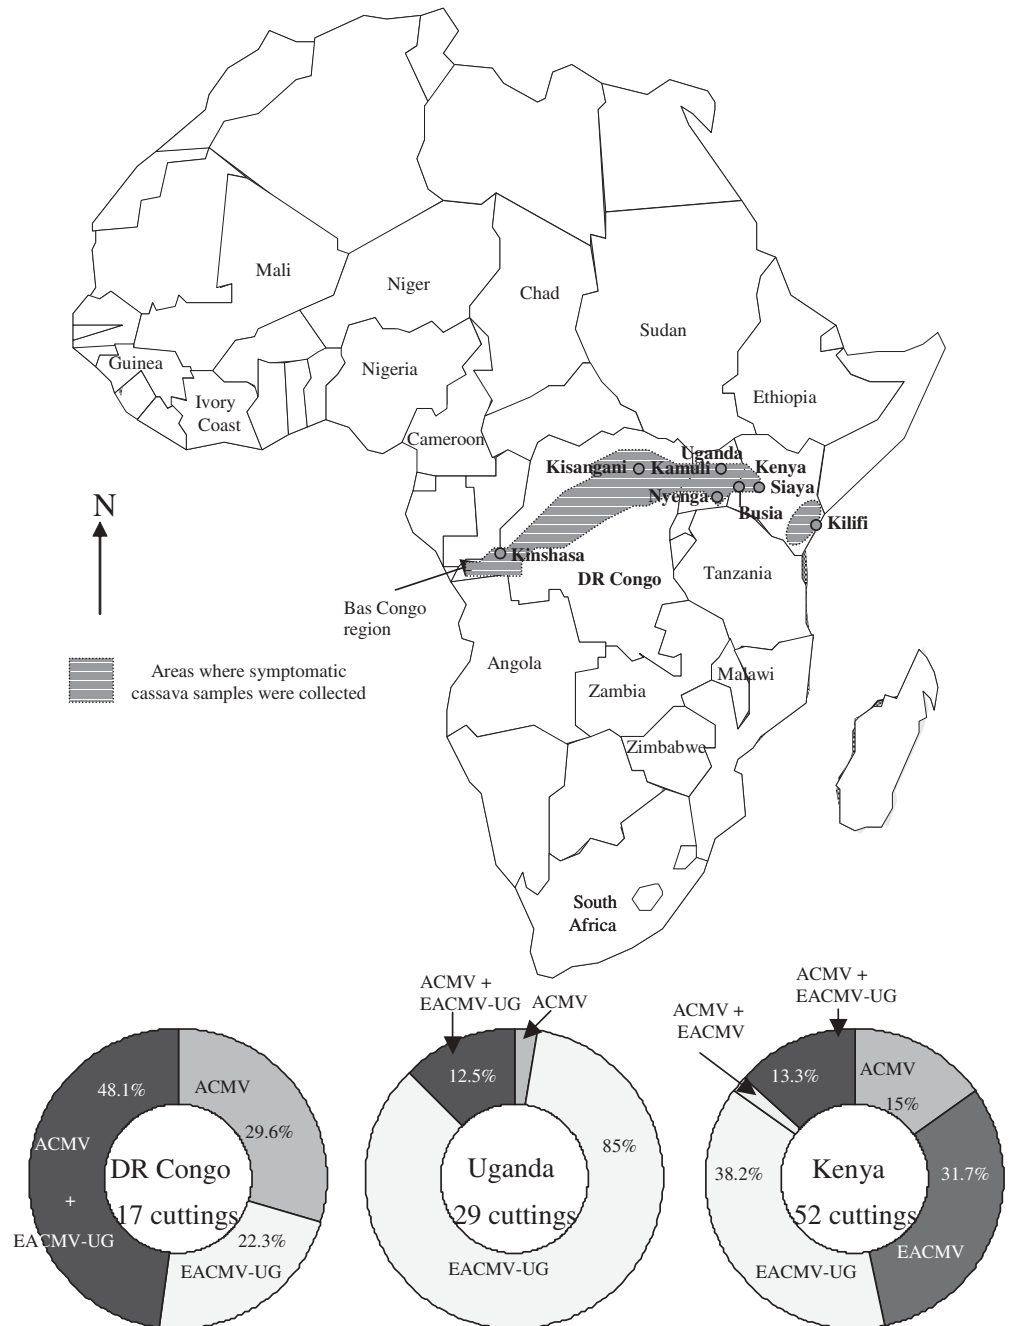 Mali
Niger
Chad
Sudan
Guinea
Nigeria
Ivory
Coast
Ethiopia
Cameroon
Uganda
Kisangani
Kamuli
Kenya
Siaya
Nyenga
Busia
Kilifi
N
Kinshasa
DR Congo
Tanzania
Bas Congo
region
Areas where symptomatic
cassava samples were collected
Angola
Zambia
Malawi
Zimbabwe
South
Africa
ACMV +
EACMV-UG
ACMV
ACMV +
EACMV-UG
ACMV +
EACMV
48.1%
ACMV
29.6%
ACMV
+
EACMV-UG
DR Congo
17 cuttings
22.3%
EACMV-UG
12.5%
85%
Uganda
29 cuttings
EACMV-UG
13.3%
ACMV
15%
38.2%
31.7%
Kenya
52 cuttings
EACMV
EACMV-UG